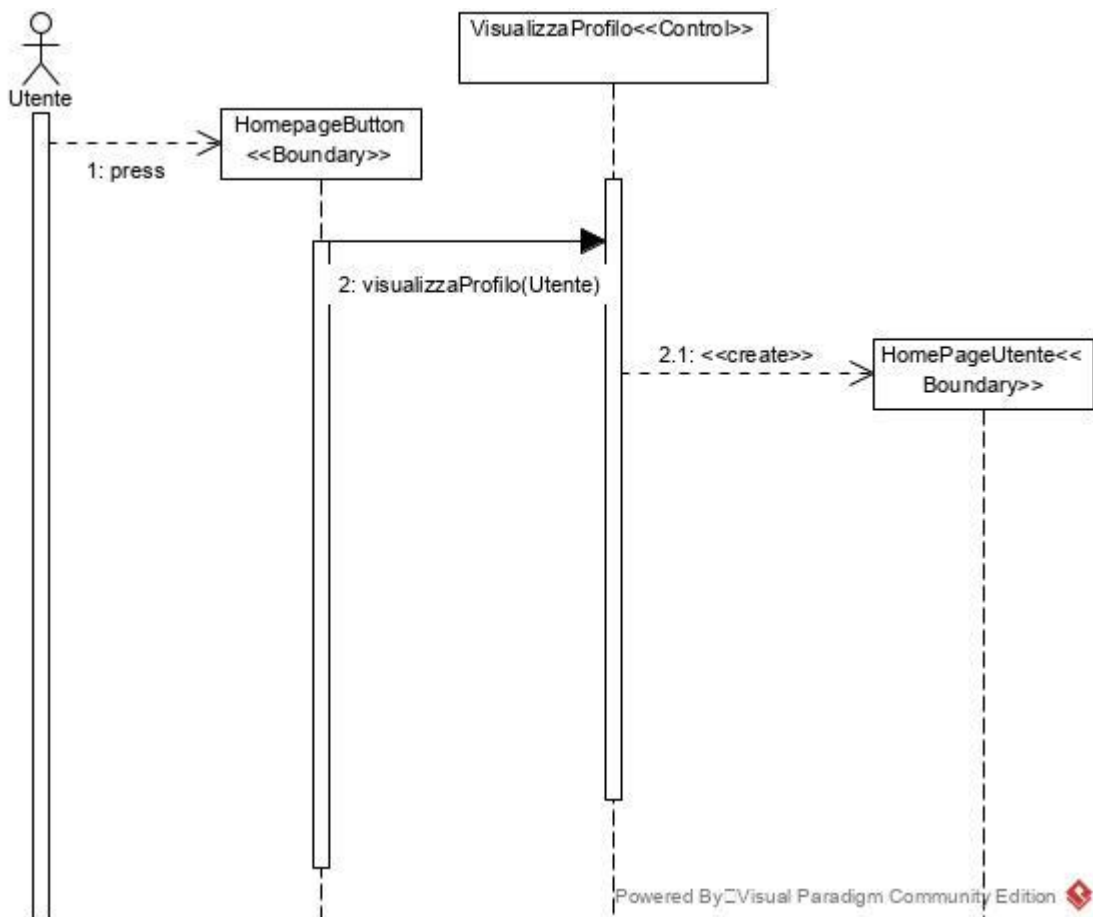 VisualizzaProfilo<<Control>>
Utente
HomepageButton
<<Boundary>>
1: press
2: visualizzaProfilo(Utente)
2.1: <<create>>
HomePageUtente<<
Boundary>>
Powered By Visual Paradigm Community Edition